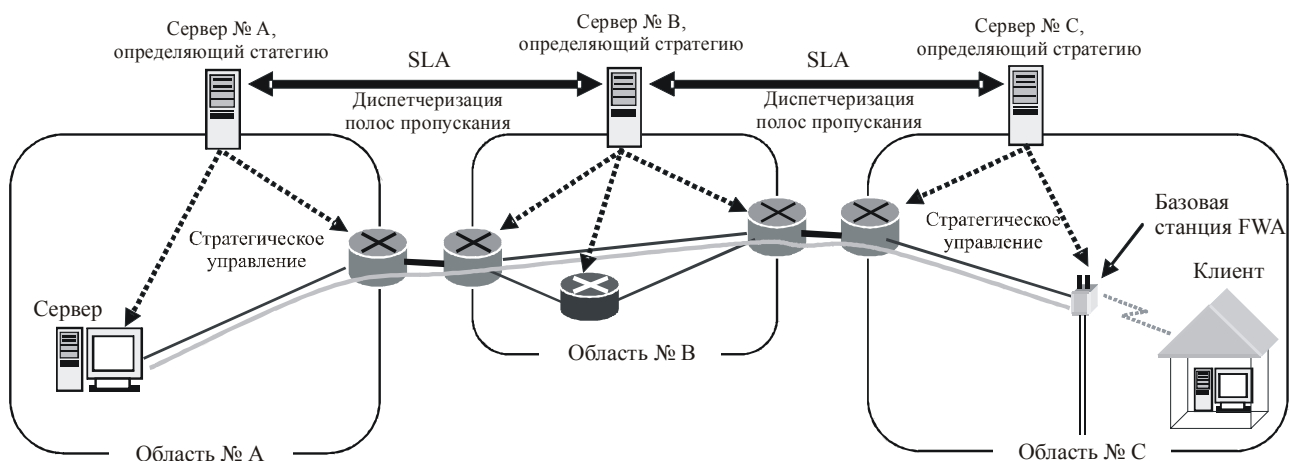 Сервер № A,
определяющий статегию
Сервер № B,
определяющий стратегию
Сервер № C,
определяющий стратегию
SLA
Диспетчеризация
полос пропускания
SLA
Диспетчеризация
полос пропускания
Стратегическое
управление
Стратегическое
управление
Базовая
станция FWA
Клиент
Сервер
Область № B
Область № A
Область № C